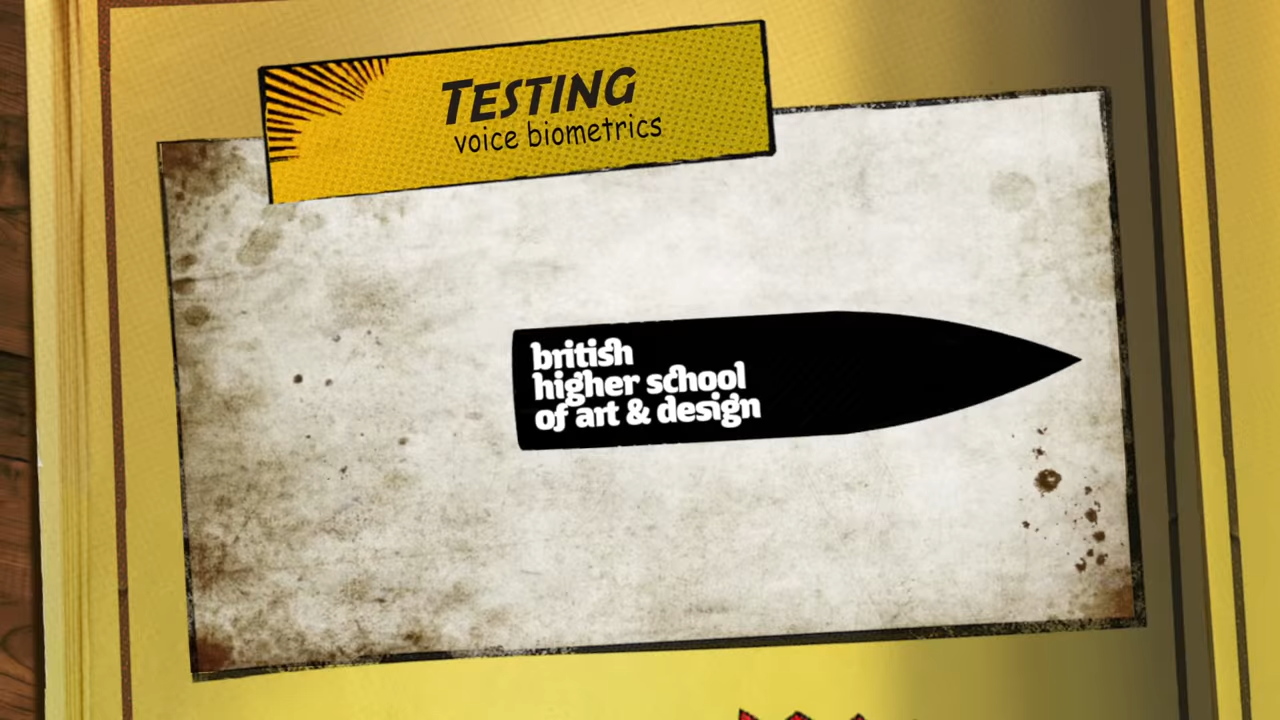 TESTING
voice biometrics
british
higher school
of art & design